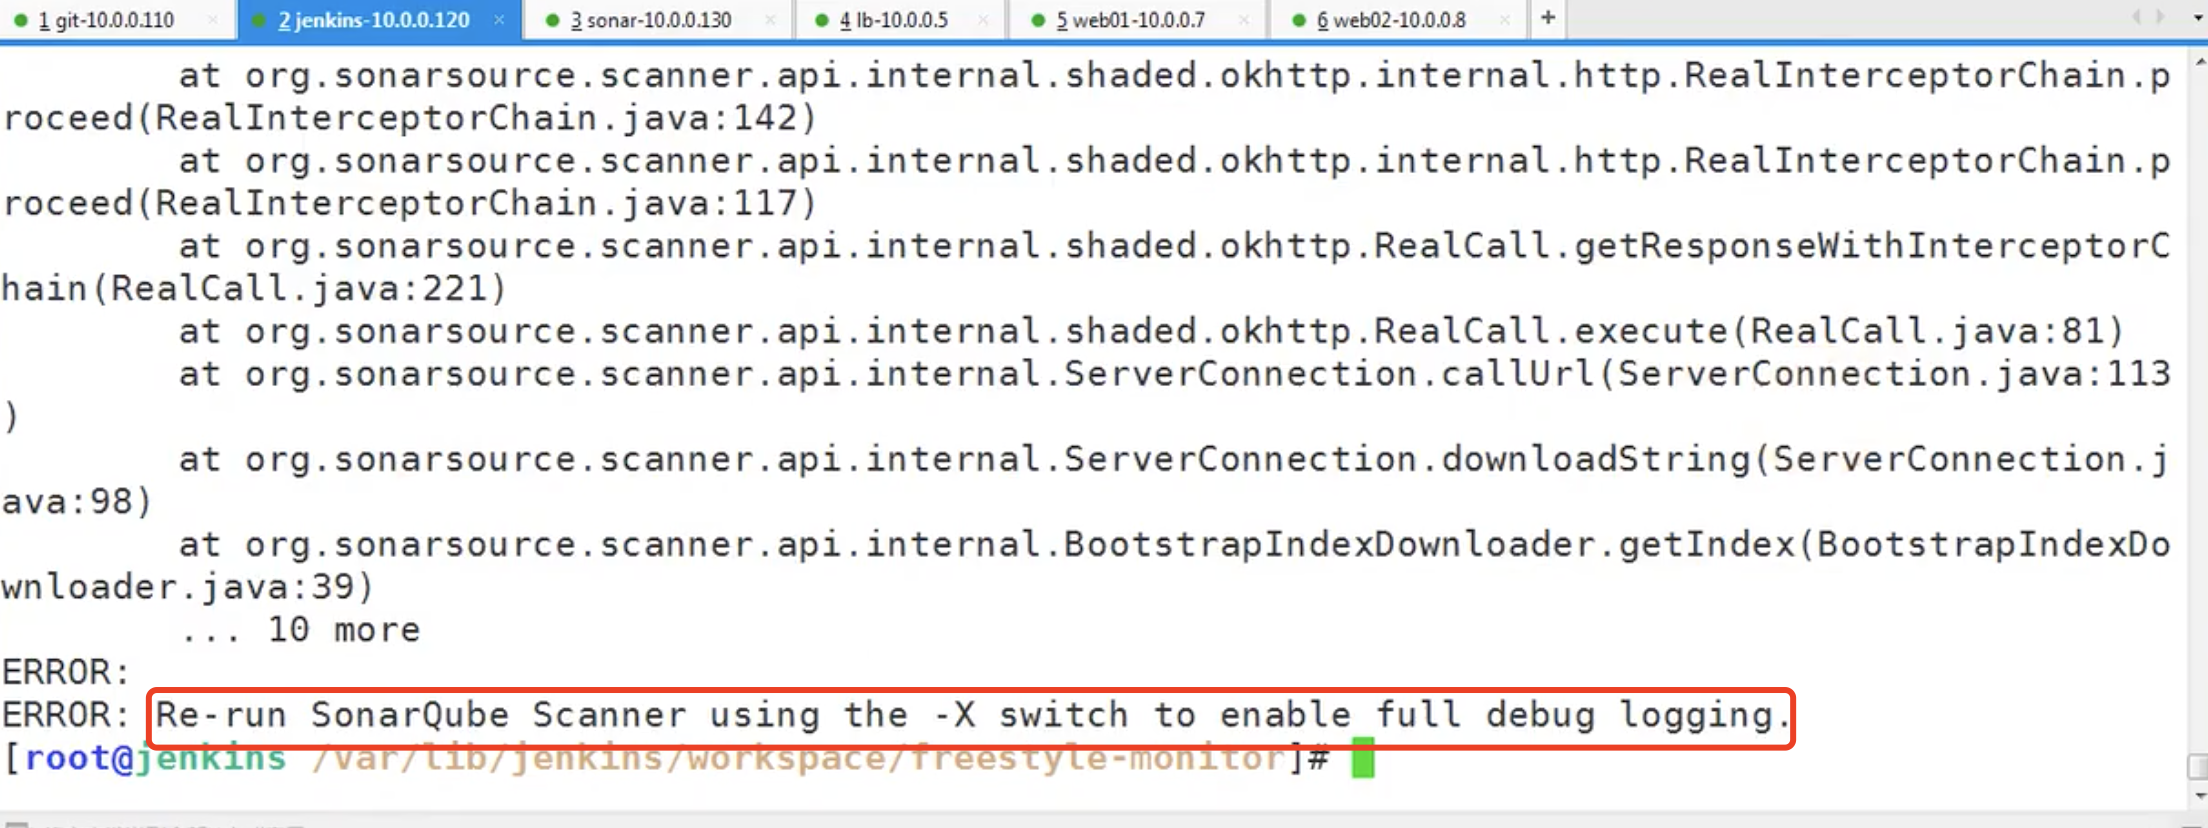 1 git-10.0.0.110 × 2 jenkins-10.0.0.120 × 3 sonar-10.0.0.130 × 4 lb-10.0.0.5 × 5 web01-10.0.0.7 × 6 web02-10.0.0.8 × +
at org.sonarsource.scanner.api.internal.shaded.okhttp.internal.http.RealInterceptorChain.p
roceed(RealInterceptorChain.java:142)
at org.sonarsource.scanner.api.internal.shaded.okhttp.internal.http.RealInterceptorChain.p
roceed(RealInterceptorChain.java:117)
at org.sonarsource.scanner.api.internal.shaded.okhttp.RealCall.getResponseWithInterceptorC
hain(RealCall.java:221)
at org.sonarsource.scanner.api.internal.shaded.okhttp.RealCall.execute(RealCall.java:81)
at org.sonarsource.scanner.api.internal.ServerConnection.callUrl(ServerConnection.java:113
)
at org.sonarsource.scanner.api.internal.ServerConnection.downloadString(ServerConnection.j
ava:98)
at org.sonarsource.scanner.api.internal.BootstrapIndexDownloader.getIndex(BootstrapIndexDo
wnloader.java:39)
... 10 more
ERROR:
ERROR: Re-run SonarQube Scanner using the -X switch to enable full debug logging.
[root@jenkins /var/lib/jenkins/workspace/freestyle-monitor]#